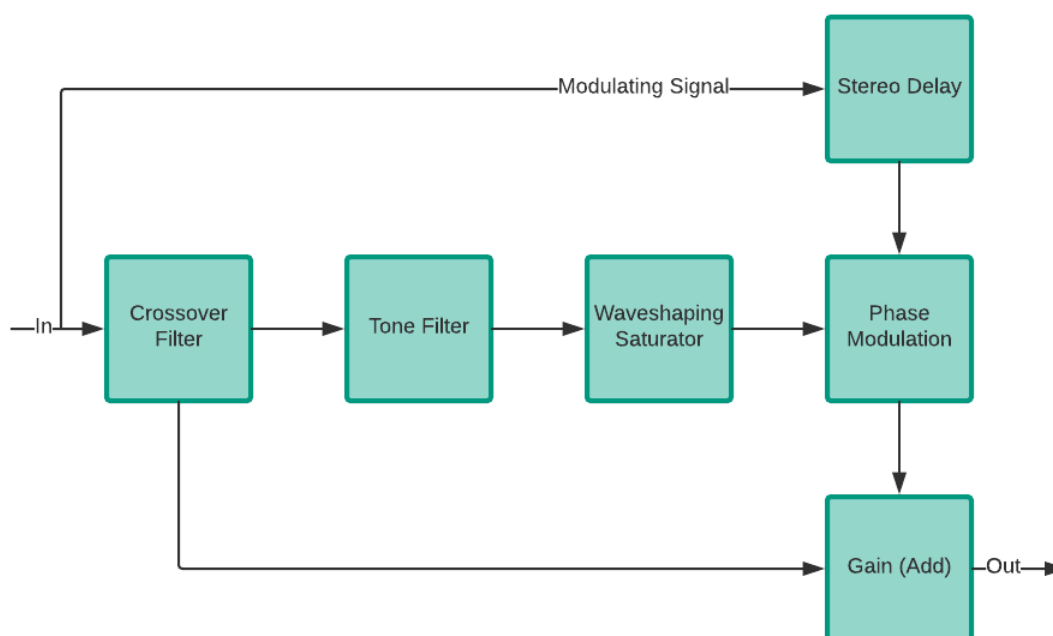 Modulating Signal
Stereo Delay
In
Crossover
Filter
Tone Filter
Waveshaping
Saturator
Phase
Modulation
Gain (Add)
Out